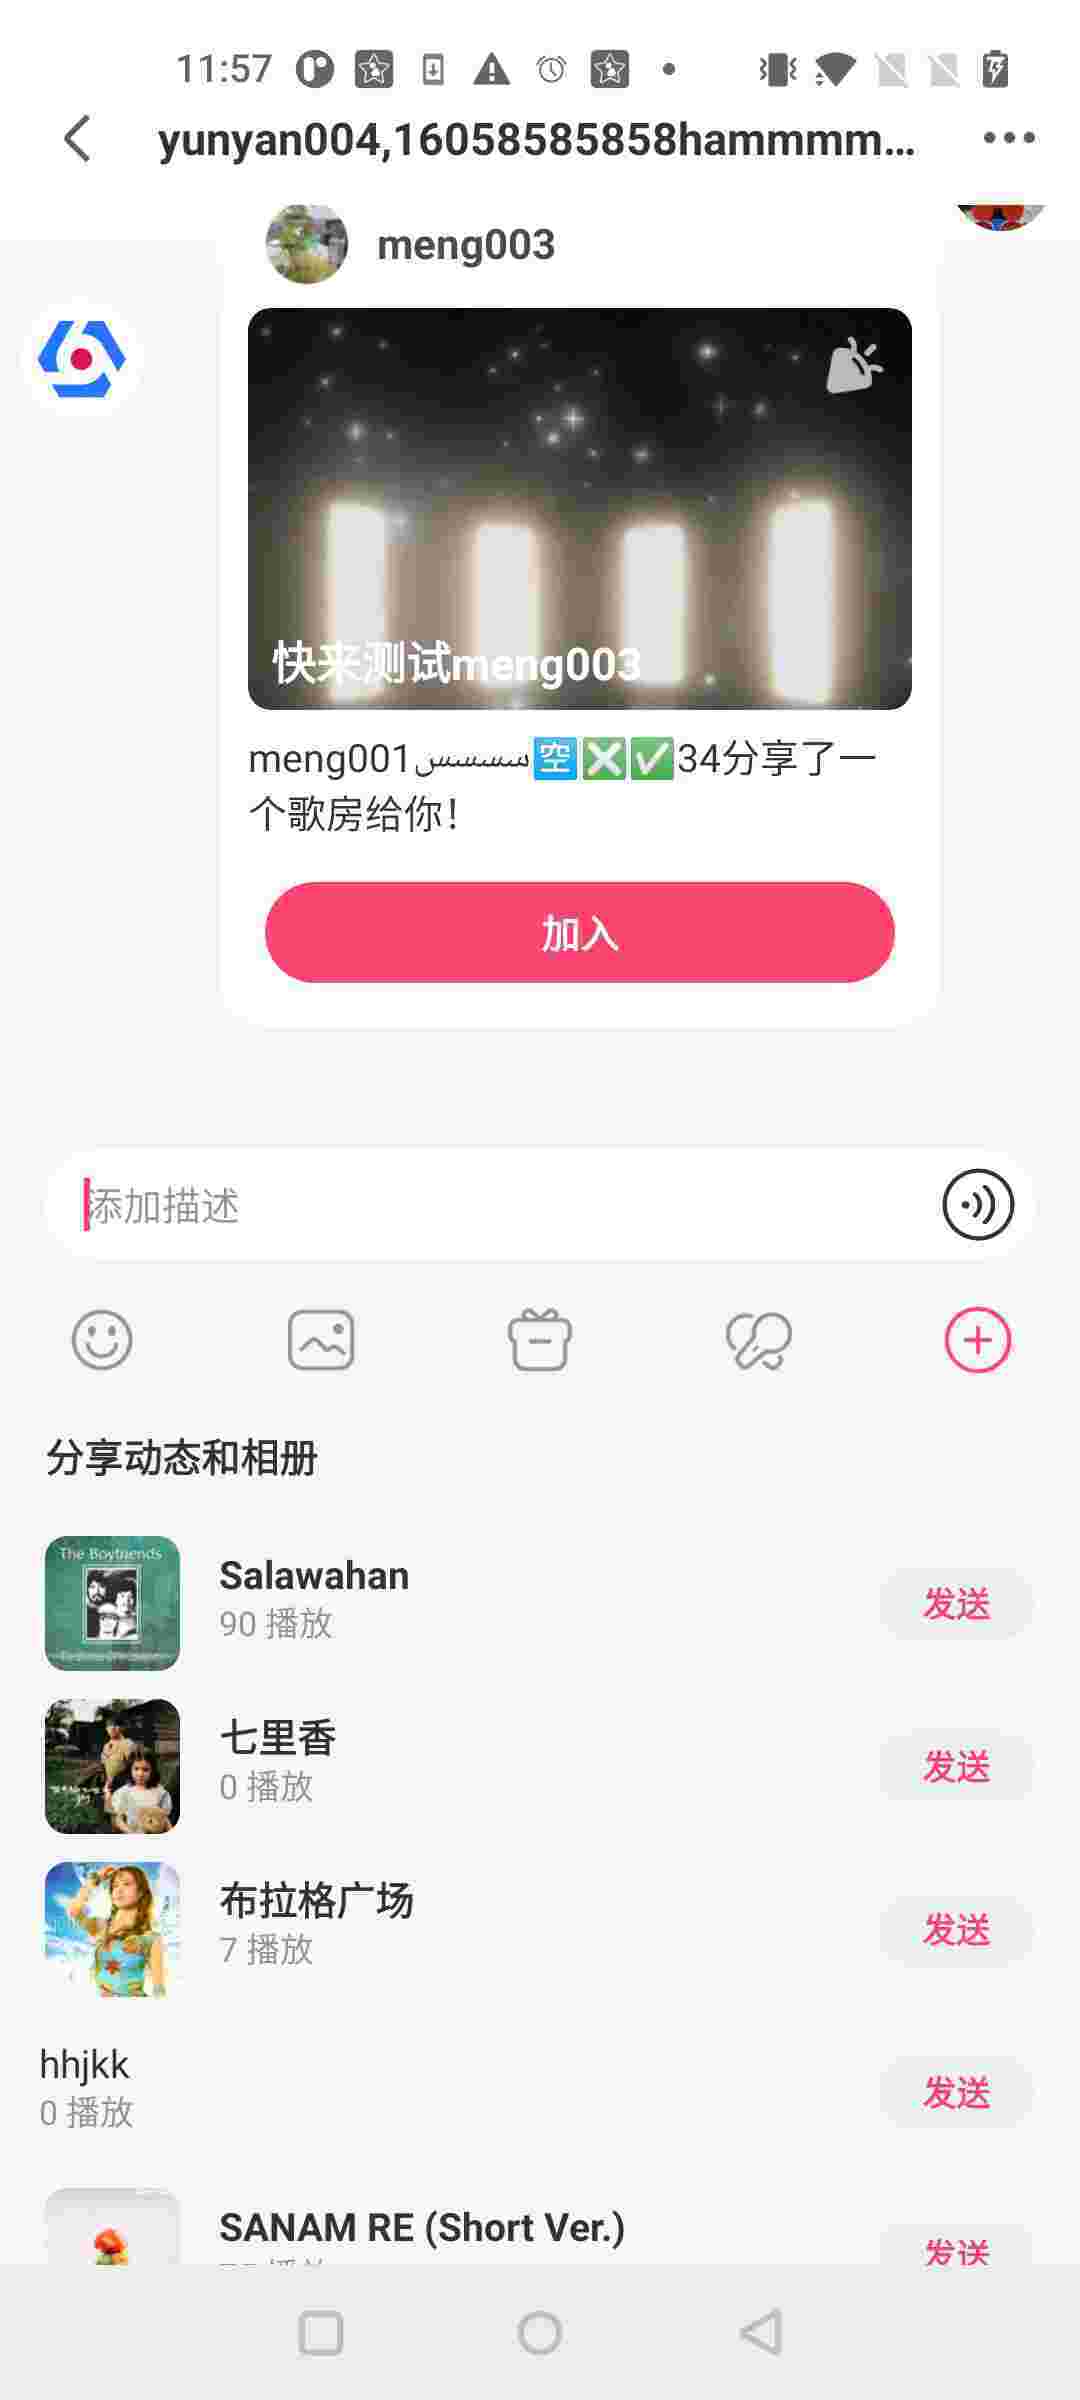 11:57
yunyan004,16058585858hammmm...
meng003
快来测试meng003
meng001سسسسس🈳❎✅34分享了一
个歌房给你!
加入
添加描述
分享动态和相册
The Boyfriends
Salawahan
90 播放
发送
七里香
0 播放
发送
布拉格广场
7 播放
发送
hhjkk
0 播放
发送
SANAM RE (Short Ver.)
播放
发送